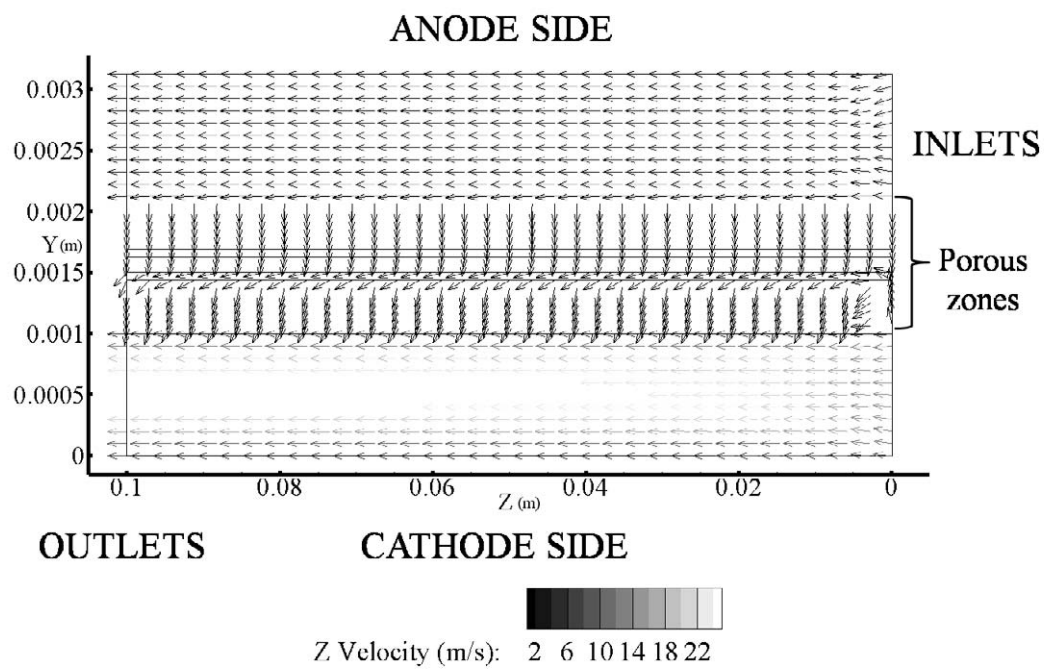 ANODE SIDE
0.003
INLETS
0.0025
0.002
Y(m)
Porous
zones
0.0015
0.001
0.0005
0
0.1 0.08 0.06 0.04 0.02 0
Z (m)
OUTLETS CATHODE SIDE
Z Velocity (m/s): 2 6 10 14 18 22